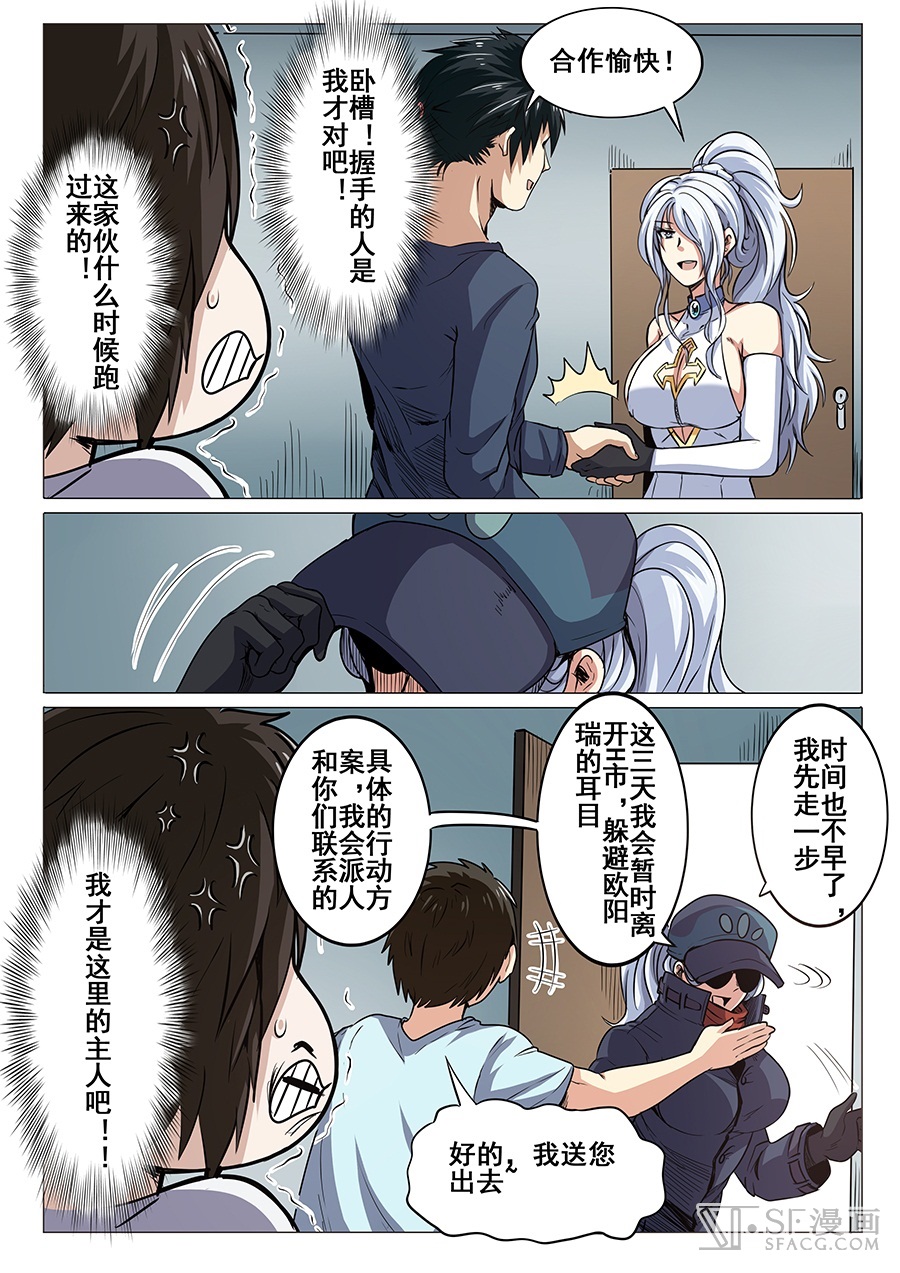 合作愉快！
卧槽！握手的人是
我才对吧！
这家伙什么时候跑
过来的！
时间也不早了，
我先走一步
这三天我会暂时离
开王市，躲避欧阳
瑞的耳目
具体的行动方
案，我会派人
和你们联系的
我才是这里的主人吧！！
好的~ 我送您
出去
SF漫画
SFACG.COM